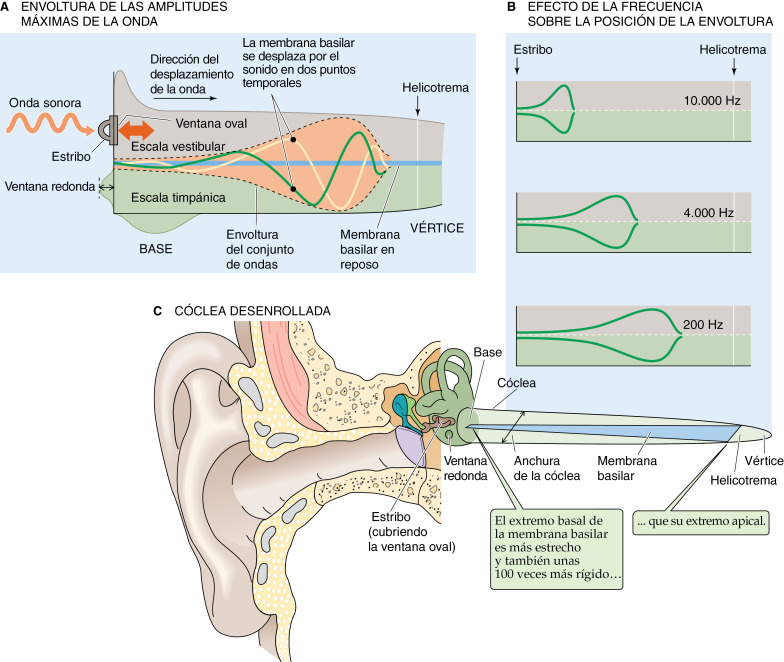 A ENVOLTURA DE LAS AMPLITUDES
MÁXIMAS DE LA ONDA
La membrana basilar
se desplaza por el
sonido en dos puntos
temporales
Dirección del
desplazamiento
de la onda
Helicotrema
Onda sonora
Ventana oval
Estribo
Escala vestibular
Ventana redonda
Escala timpánica
BASE
Envoltura
del conjunto
de ondas
Membrana
basilar en
reposo
VÉRTICE
B EFECTO DE LA FRECUENCIA
SOBRE LA POSICIÓN DE LA ENVOLTURA
Estribo
Helicotrema
10.000 Hz
4.000 Hz
200 Hz
C CÓCLEA DESENROLLADA
Base
Cóclea
Ventana
redonda
Anchura
de la cóclea
Membrana
basilar
Vértice
Helicotrema
Estribo
(cubriendo
la ventana oval)
El extremo basal de
la membrana basilar
es más estrecho
y también unas
100 veces más rígido…
... que su extremo apical.